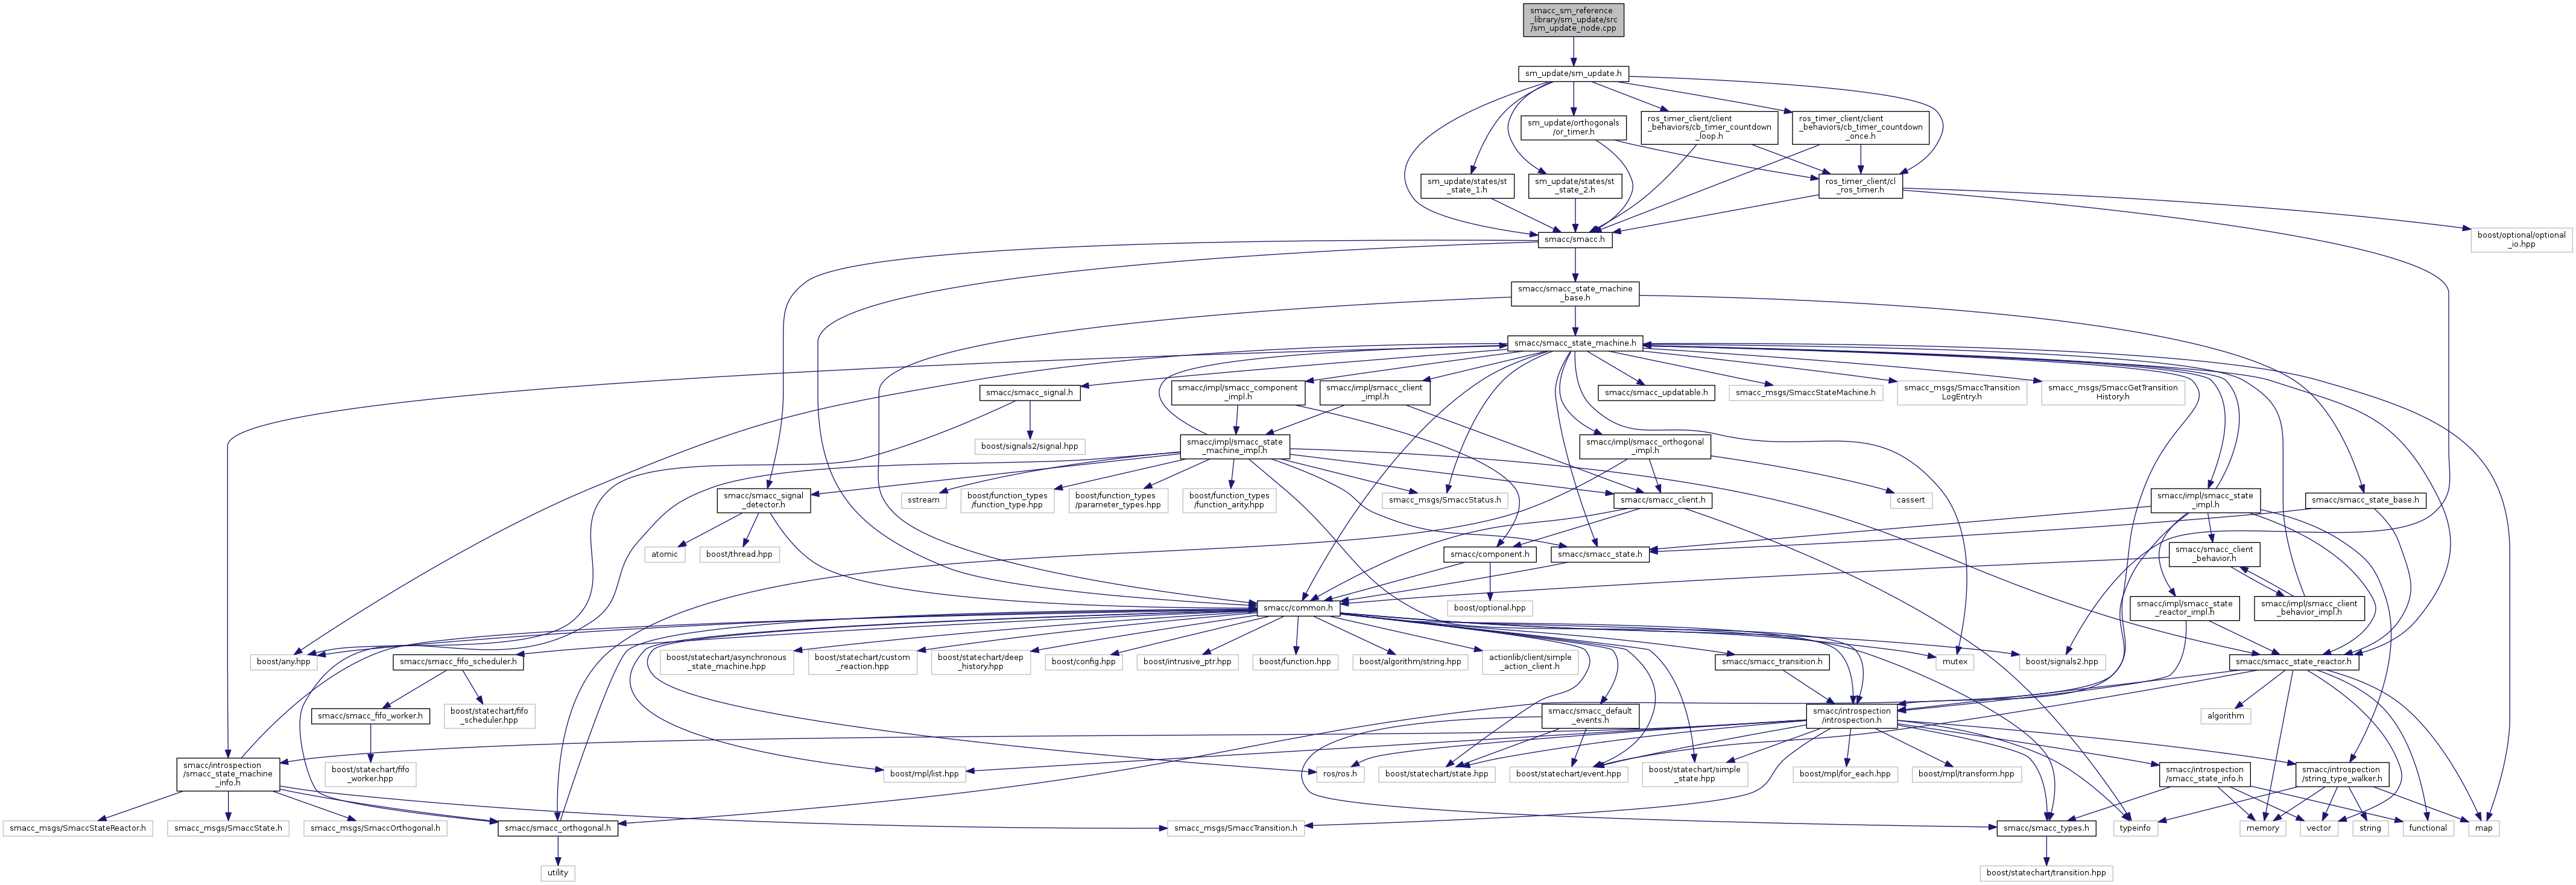 smacc_sm_reference
_library/sm_update/src
/sm_update_node.cpp
sm_update/sm_update.h
sm_update/orthogonals
/or_timer.h
ros_timer_client/client
_behaviors/cb_timer_countdown
_loop.h
ros_timer_client/client
_behaviors/cb_timer_countdown
_once.h
sm_update/states/st
_state_1.h
sm_update/states/st
_state_2.h
ros_timer_client/cl
_ros_timer.h
smacc/smacc.h
boost/optional/optional
_io.hpp
smacc/smacc_state_machine
_base.h
smacc/smacc_state_machine.h
smacc/smacc_signal.h
smacc/impl/smacc_component
_impl.h
smacc/impl/smacc_client
_impl.h
smacc/smacc_updatable.h
smacc_msgs/SmaccStateMachine.h
smacc_msgs/SmaccTransition
LogEntry.h
smacc_msgs/SmaccGetTransition
History.h
boost/signals2/signal.hpp
smacc/impl/smacc_state
_machine_impl.h
smacc/impl/smacc_orthogonal
_impl.h
smacc/smacc_signal
_detector.h
sstream
boost/function_types
/function_type.hpp
boost/function_types
/parameter_types.hpp
boost/function_types
/function_arity.hpp
smacc_msgs/SmaccStatus.h
smacc/smacc_client.h
cassert
smacc/impl/smacc_state
_impl.h
smacc/smacc_state_base.h
atomic
boost/thread.hpp
smacc/component.h
smacc/smacc_state.h
smacc/smacc_client
_behavior.h
smacc/common.h
boost/optional.hpp
smacc/impl/smacc_state
_reactor_impl.h
smacc/impl/smacc_client
_behavior_impl.h
boost/any.hpp
smacc/smacc_fifo_scheduler.h
boost/statechart/asynchronous
_state_machine.hpp
boost/statechart/custom
_reaction.hpp
boost/statechart/deep
_history.hpp
boost/config.hpp
boost/intrusive_ptr.hpp
boost/function.hpp
boost/algorithm/string.hpp
actionlib/client/simple
_action_client.h
smacc/smacc_transition.h
mutex
boost/signals2.hpp
smacc/smacc_state_reactor.h
smacc/smacc_fifo_worker.h
boost/statechart/fifo
_scheduler.hpp
smacc/smacc_default
_events.h
smacc/introspection
/introspection.h
algorithm
smacc/introspection
/smacc_state_machine
_info.h
boost/statechart/fifo
_worker.hpp
boost/mpl/list.hpp
ros/ros.h
boost/statechart/state.hpp
boost/statechart/event.hpp
boost/statechart/simple
_state.hpp
boost/mpl/for_each.hpp
boost/mpl/transform.hpp
smacc/introspection
/smacc_state_info.h
smacc/introspection
/string_type_walker.h
smacc_msgs/SmaccStateReactor.h
smacc_msgs/SmaccState.h
smacc_msgs/SmaccOrthogonal.h
smacc/smacc_orthogonal.h
smacc_msgs/SmaccTransition.h
smacc/smacc_types.h
typeinfo
memory
vector
string
functional
map
utility
boost/statechart/transition.hpp